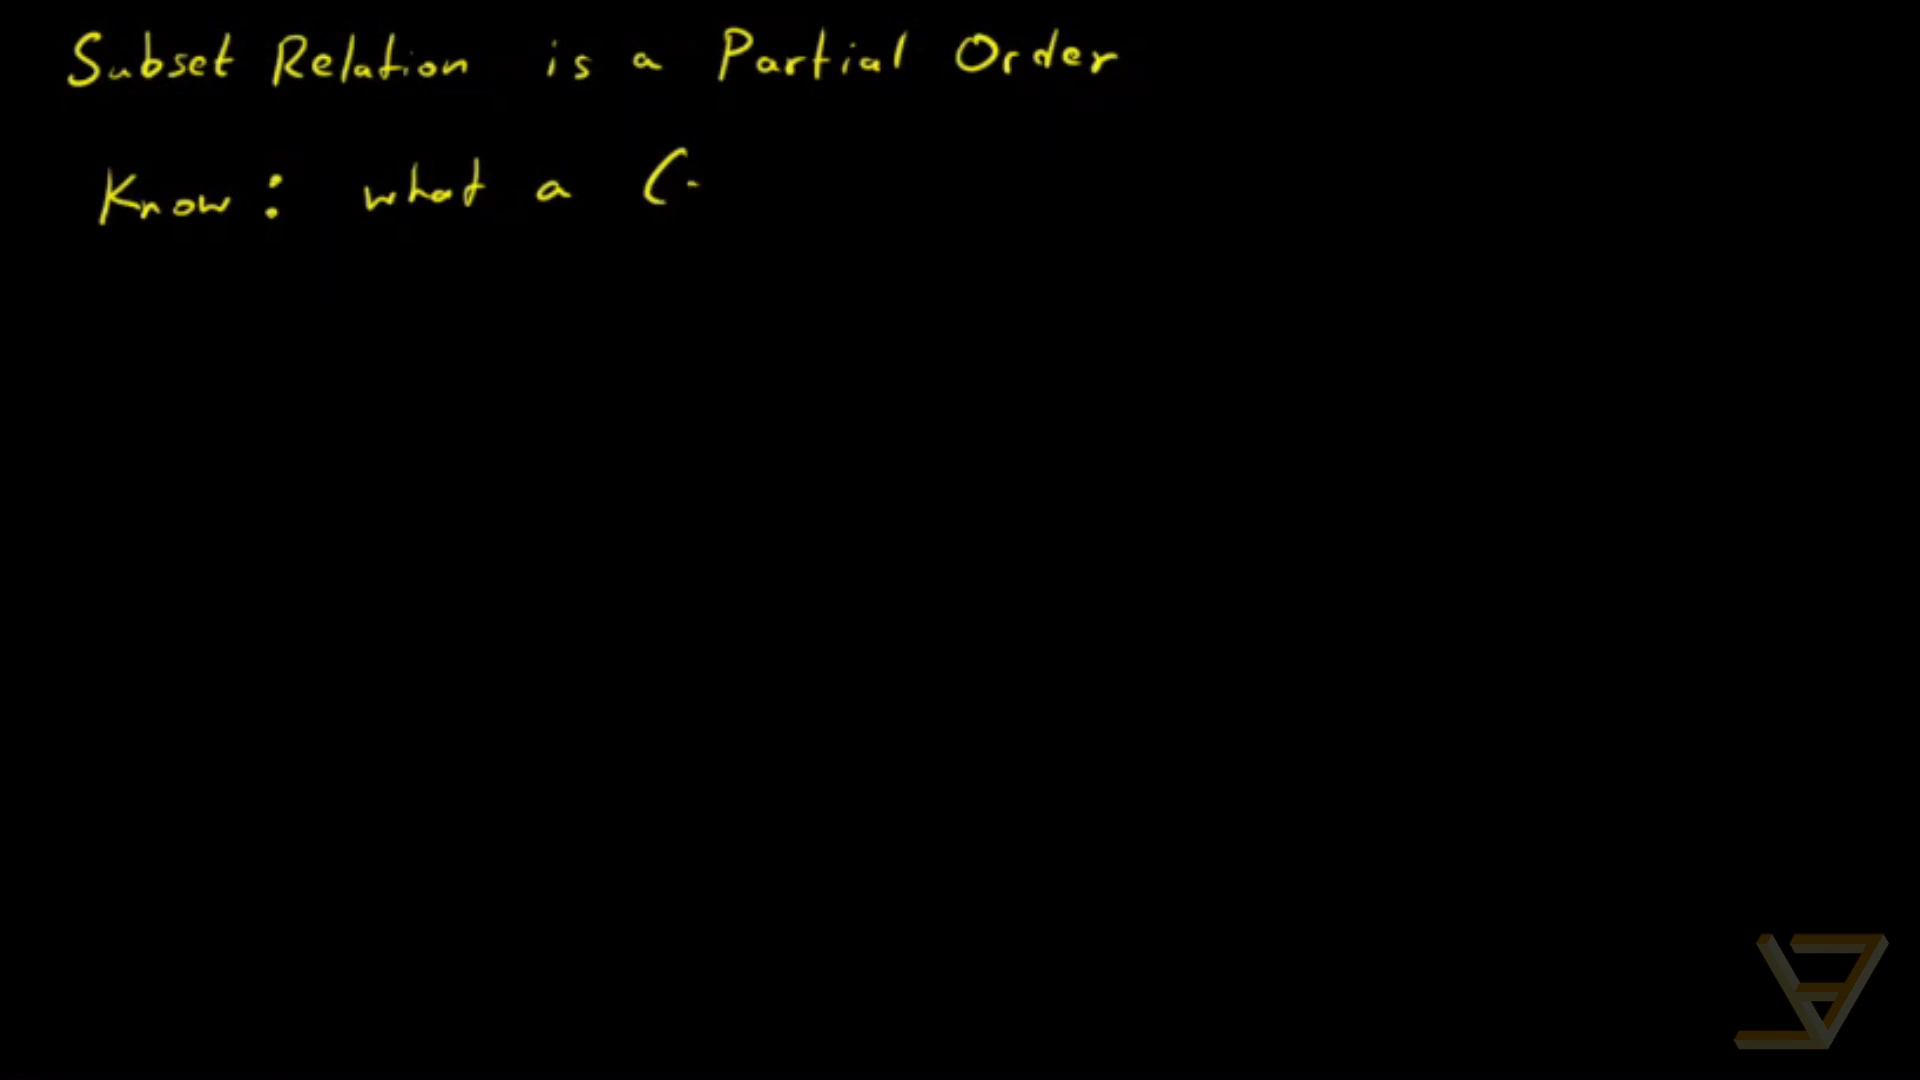 Subset Relation is a Partial Order
Know: what a (-